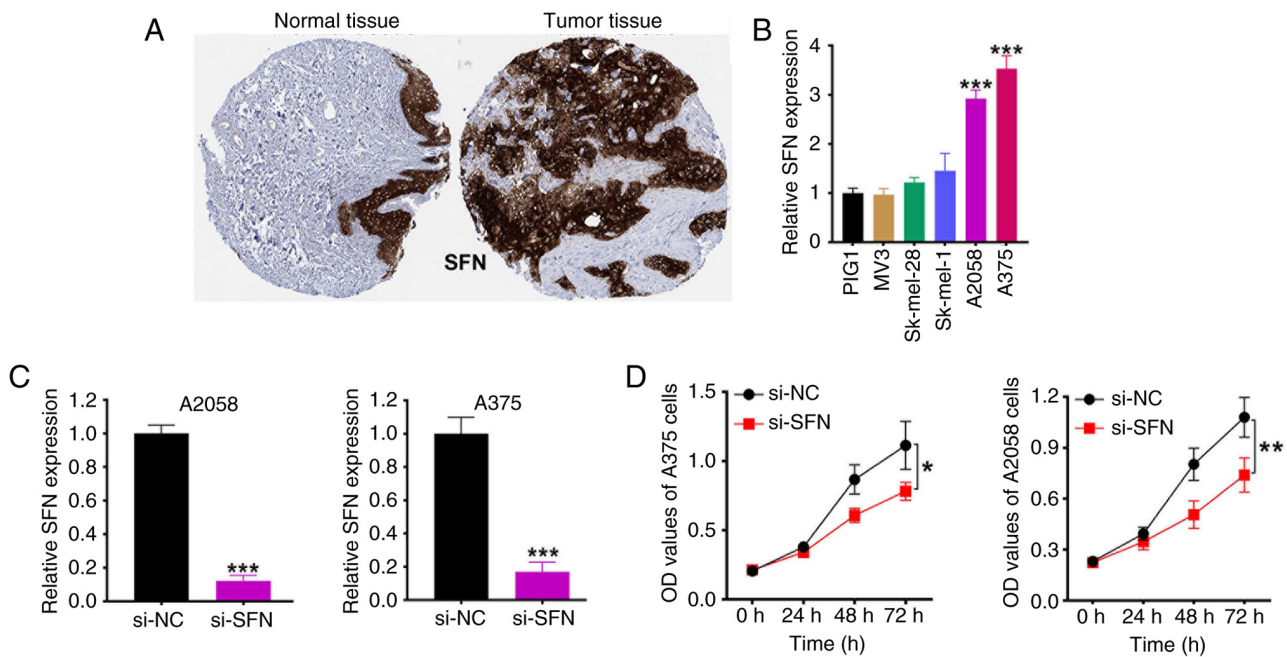 A
Normal tissue
Tumor tissue
SFN
B
Relative SFN expression
4
3
2
1
0
***
***
PIG1
MV3
Sk-mel-28
Sk-mel-1
A2058
A375
C
Relative SFN expression
1.2
1.0
0.8
0.6
0.4
0.2
0.0
A2058
***
si-NC
si-SFN
Relative SFN expression
1.2
1.0
0.8
0.6
0.4
0.2
0.0
A375
***
si-NC
si-SFN
D
OD values of A375 cells
1.5
1.0
0.5
0.0
si-NC
si-SFN
*
0 h
24 h
48 h
72 h
Time (h)
OD values of A2058 cells
1.2
0.9
0.6
0.3
0.0
si-NC
si-SFN
**
0 h
24 h
48 h
72 h
Time (h)